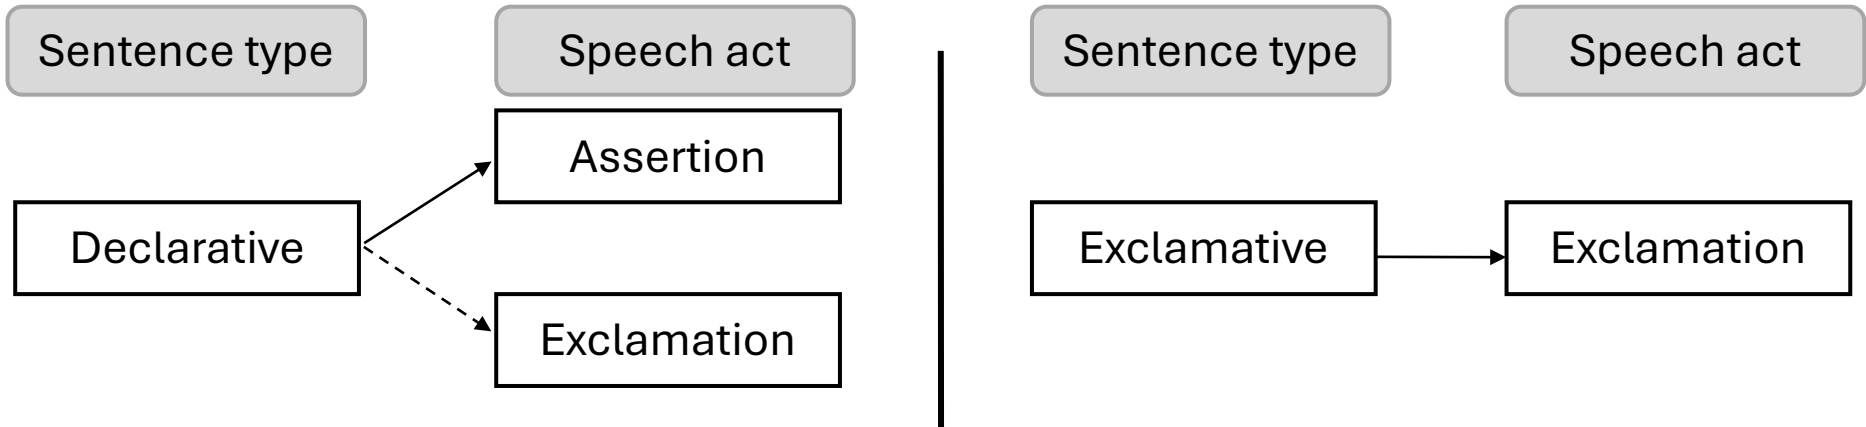 Sentence type
Speech act
Assertion
Declarative
Exclamation
Sentence type
Speech act
Exclamative
Exclamation